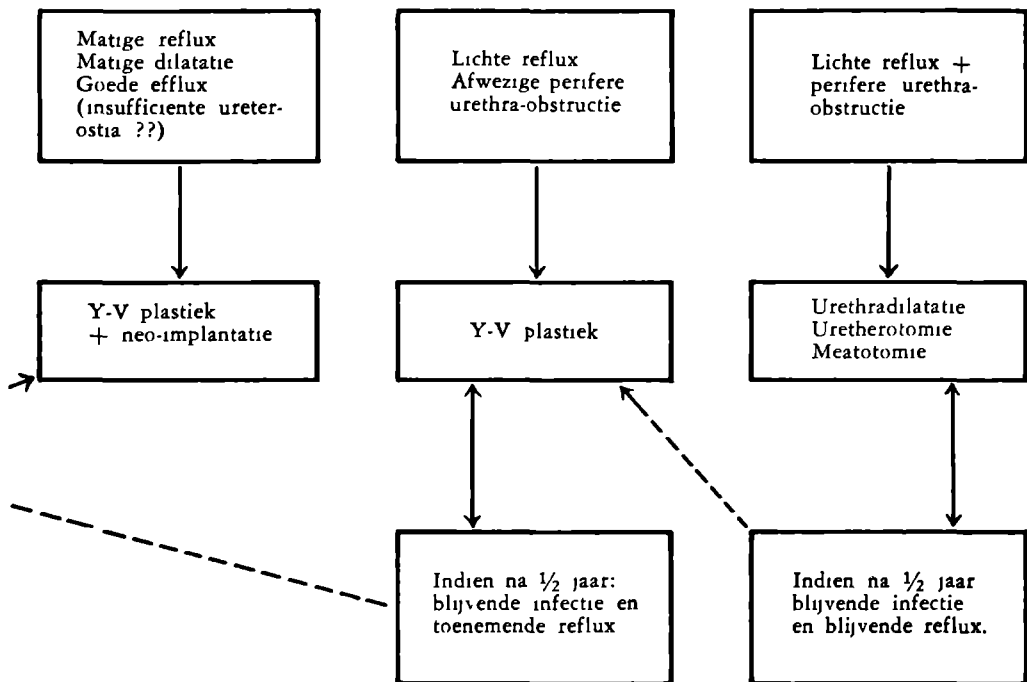 Matige reflux
Matige dilatatie
Goede efflux
(insufficiente ureter-
ostia ??)
Lichte reflux
Afwezige perifere
urethra-obstructie
Lichte reflux +
perifere urethra-
obstructie
Y-V plastiek
+ neo-implantatie
Y-V plastiek
Urethradilatatie
Uretherotomie
Meatotomie
Indien na ½ jaar:
blijvende infectie en
toenemende reflux
Indien na ½ jaar
blijvende infectie
en blijvende reflux.